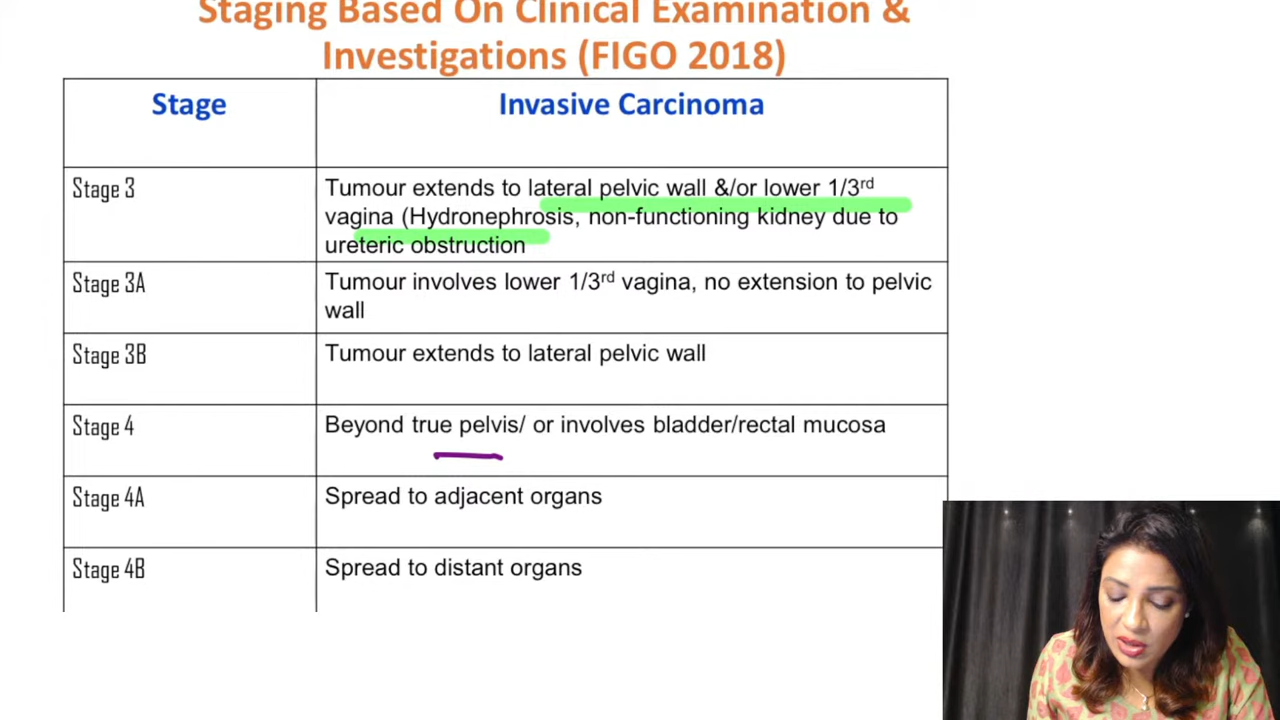 Staging Based On Clinical Examination &
Investigations (FIGO 2018)
Stage
Invasive Carcinoma
Stage 3
Tumour extends to lateral pelvic wall &/or lower 1/3rd
vagina (Hydronephrosis, non-functioning kidney due to
ureteric obstruction
Stage 3A
Tumour involves lower 1/3rd vagina, no extension to pelvic
wall
Stage 3B
Tumour extends to lateral pelvic wall
Stage 4
Beyond true pelvis/ or involves bladder/rectal mucosa
Stage 4A
Spread to adjacent organs
Stage 4B
Spread to distant organs